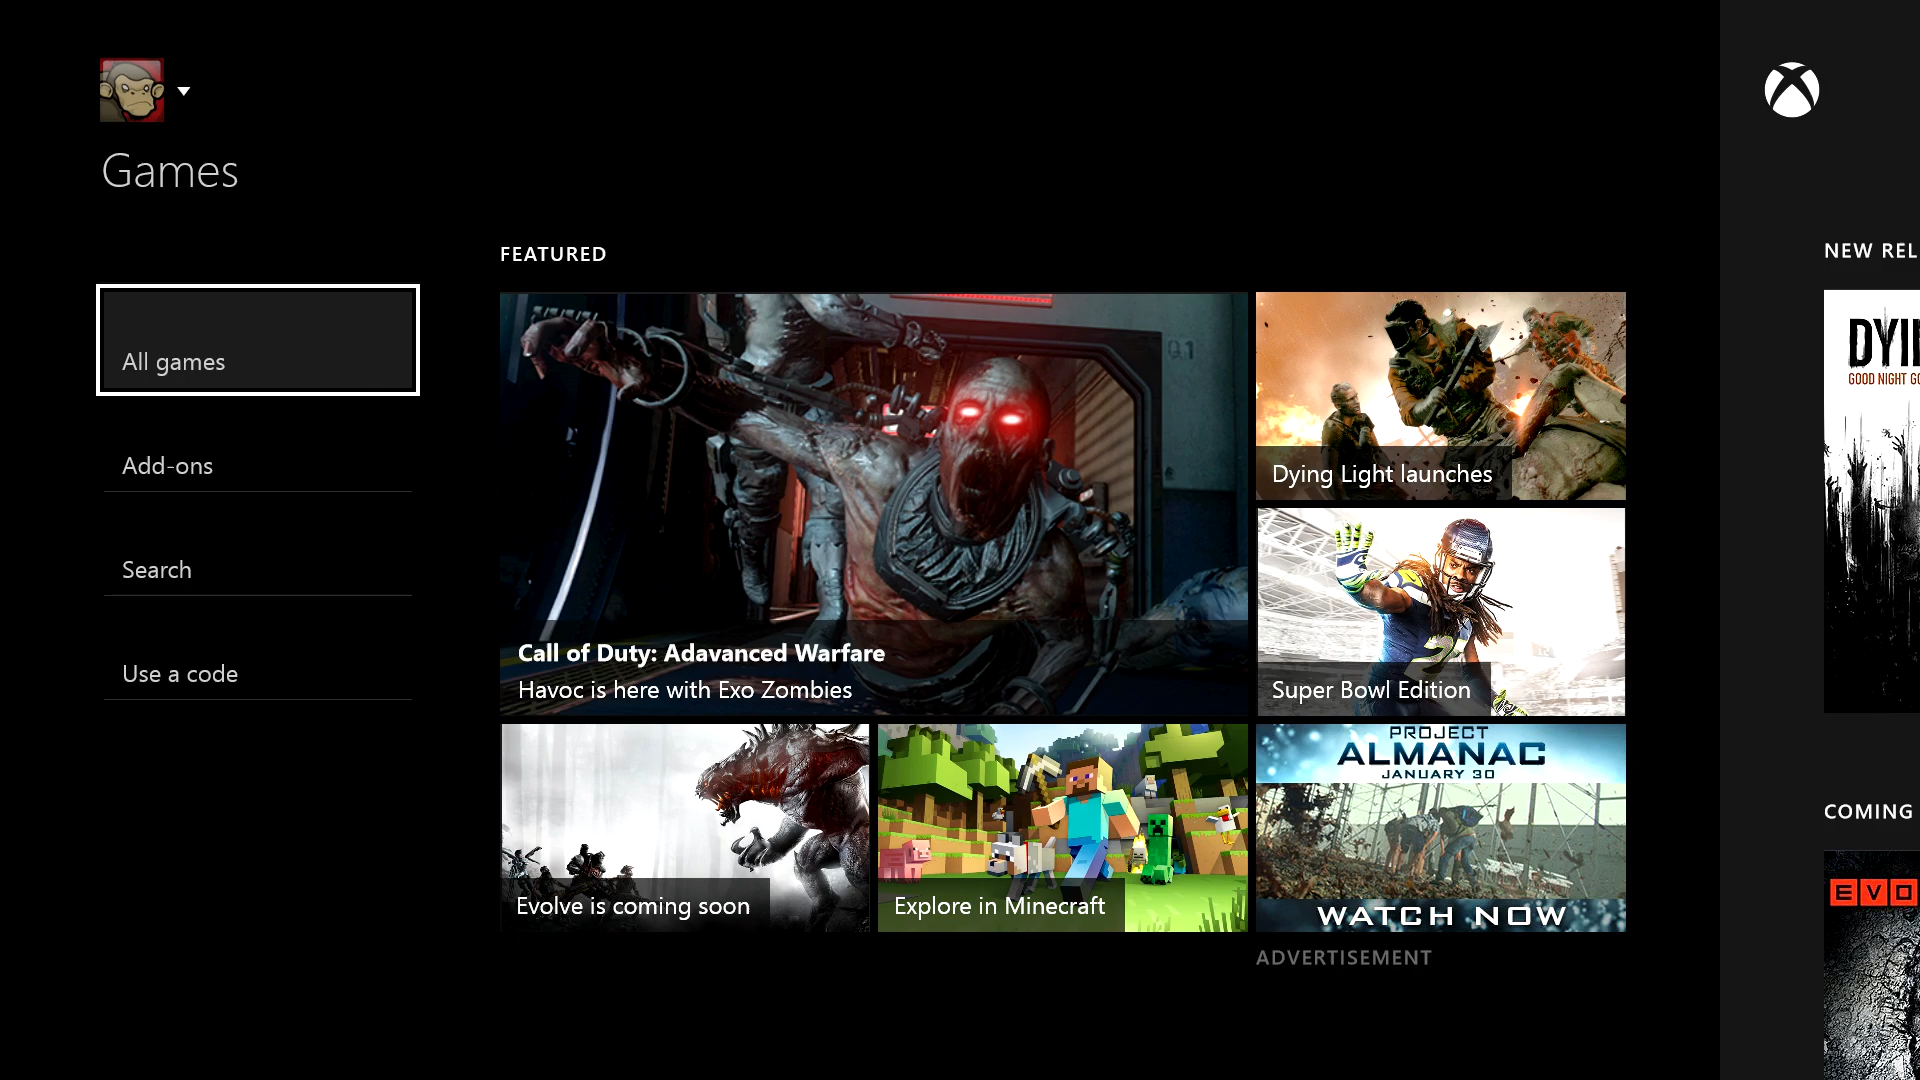 Games
All games
Add-ons
Search
Use a code
FEATURED
Call of Duty: Adavanced Warfare
Havoc is here with Exo Zombies
Dying Light launches
Super Bowl Edition
Evolve is coming soon
Explore in Minecraft
PROJECT
ALMANAC
JANUARY 30
WATCH NOW
ADVERTISEMENT
NEW REL
DYI
GOOD NIGHT GO
COMING
EVO